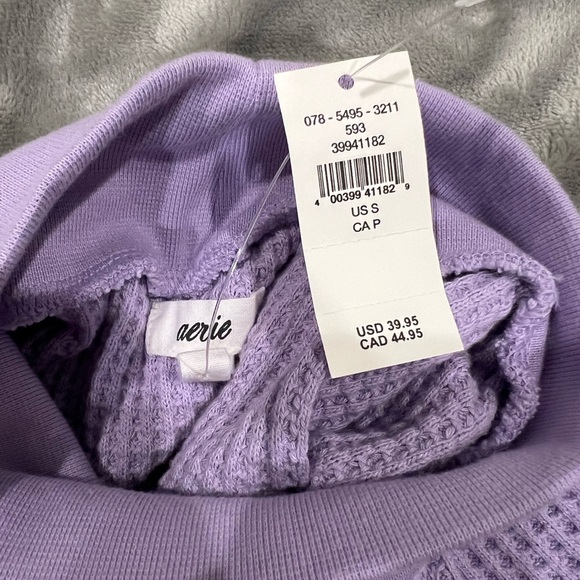 078 - 5495 - 3211
593
39941182
4 00399 41182 9
US S
CA P
USD 39.95
CAD 44.95
aerie